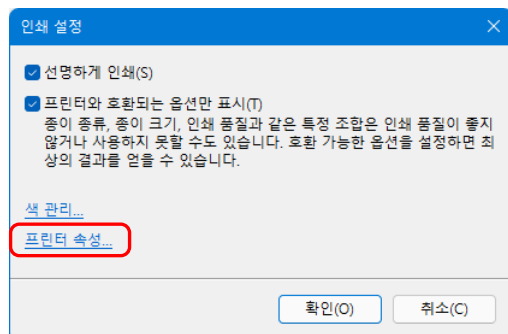 인쇄 설정
선명하게 인쇄(S)
프린터와 호환되는 옵션만 표시(T)
종이 종류, 종이 크기, 인쇄 품질과 같은 특정 조합은 인쇄 품질이 좋지
않거나 사용하지 못할 수도 있습니다. 호환 가능한 옵션을 설정하면 최
상의 결과를 얻을 수 있습니다.
색 관리...
프린터 속성...
확인(O)
취소(C)